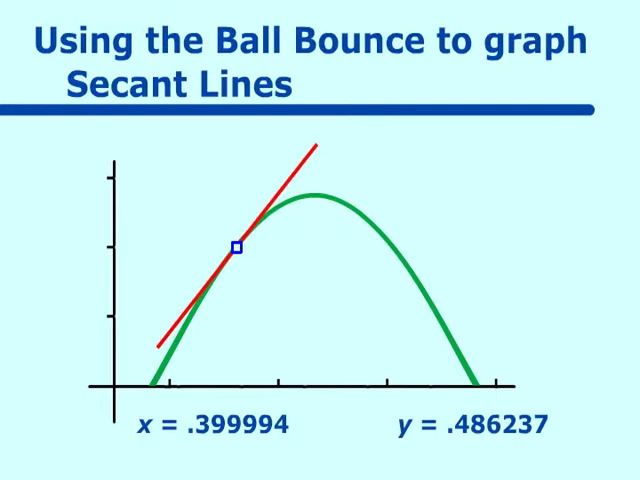 Using the Ball Bounce to graph
Secant Lines
x = .399994 y = .486237